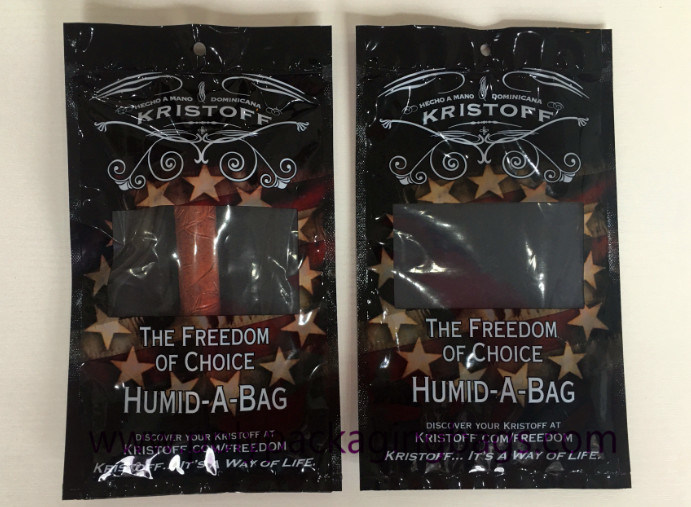 HECHO A MANO DOMINICANA
KRISTOFF
THE FREEDOM
OF CHOICE
HUMID-A-BAG
DISCOVER YOUR KRISTOFF AT
KRISTOFF.COM/FREEDOM
KRISTOFF... IT'S A WAY OF LIFE.
HECHO A MANO DOMINICANA
KRISTOFF
THE FREEDOM
OF CHOICE
HUMID-A-BAG
DISCOVER YOUR KRISTOFF AT
KRISTOFF.COM/FREEDOM
KRISTOFF... IT'S A WAY OF LIFE.